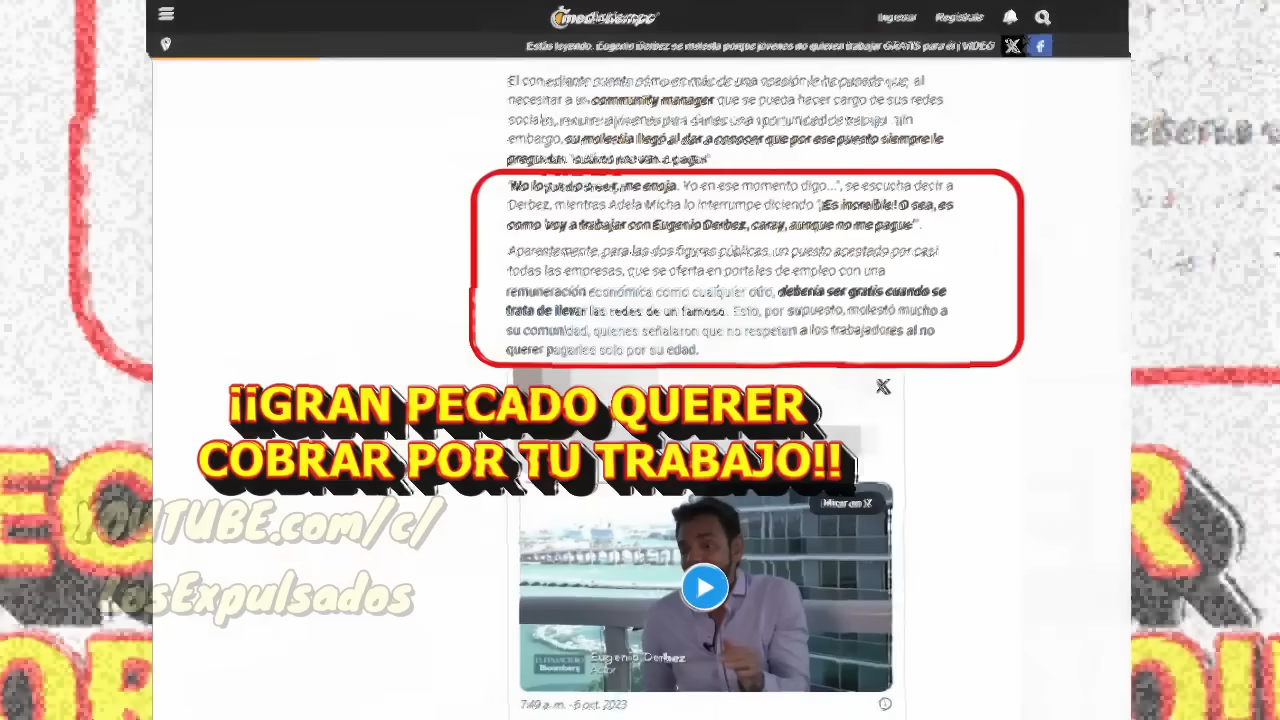 mediotiempo
Ingresar Regístrate
Estás leyendo: Eugenio Derbez se molesta porque jóvenes no quieren trabajar GRATIS para él | VIDEO
El comediante cuenta cómo en más de una ocasión le ha pasado que, al
necesitar a un community manager que se pueda hacer cargo de sus redes
sociales, recurre a jóvenes para darles una oportunidad de trabajo. Sin
embargo, su molestia llegó al dar a conocer que por ese puesto siempre le
preguntan "cuánto me van a pagar"
"No lo puedo creer, me enoja. Yo en ese momento digo...", se escucha decir a
Derbez, mientras Adela Micha lo interrumpe diciendo "¡Es increíble! O sea, es
como 'voy a trabajar con Eugenio Derbez, caray, aunque no me pague'".
Aparentemente, para las dos figuras públicas, un puesto aceptado por casi
todas las empresas, que se oferta en portales de empleo con una
remuneración económica como cualquier otro, debería ser gratis cuando se
trata de llevar las redes de un famoso. Esto, por supuesto, molestó mucho a
su comunidad, quienes señalaron que no respetan a los trabajadores al no
querer pagarles solo por su edad.
¡¡GRAN PECADO QUERER
COBRAR POR TU TRABAJO!!
YOUTUBE.com/c/
losExpulsados
Mirar en X
EL FINANCIERO
Bloomberg
Eugenio Derbez
Actor
7:49 a. m. · 6 oct. 2023